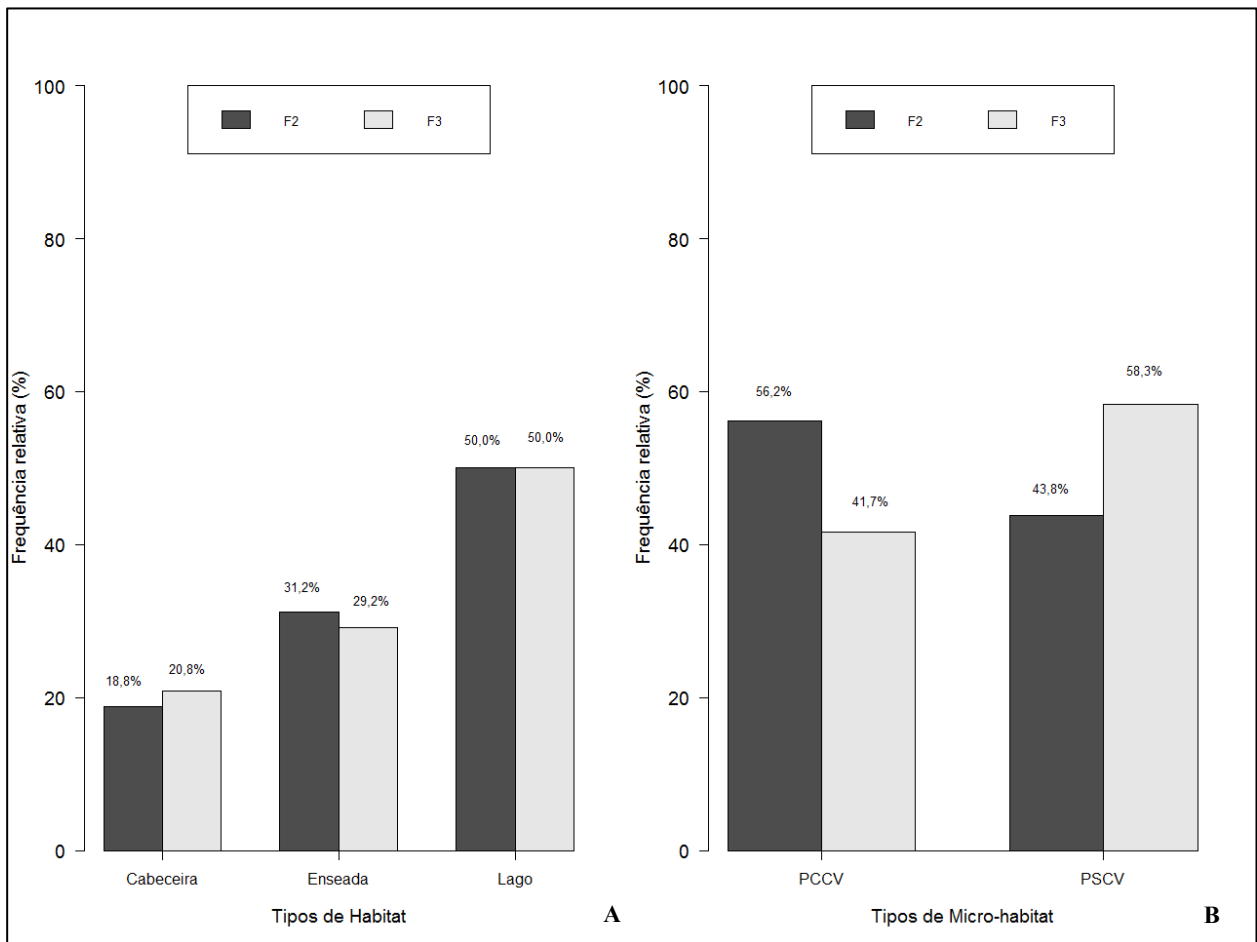 100
80
60
40
20
0
Frequência relativa (%)
F2 F3
18,8% 20,8%
31,2% 29,2%
50,0% 50,0%
Cabeceira Enseada Lago
Tipos de Habitat
A
100
80
60
40
20
0
Frequência relativa (%)
F2 F3
56,2% 41,7%
43,8% 58,3%
PCCV PSCV
Tipos de Micro-habitat
B